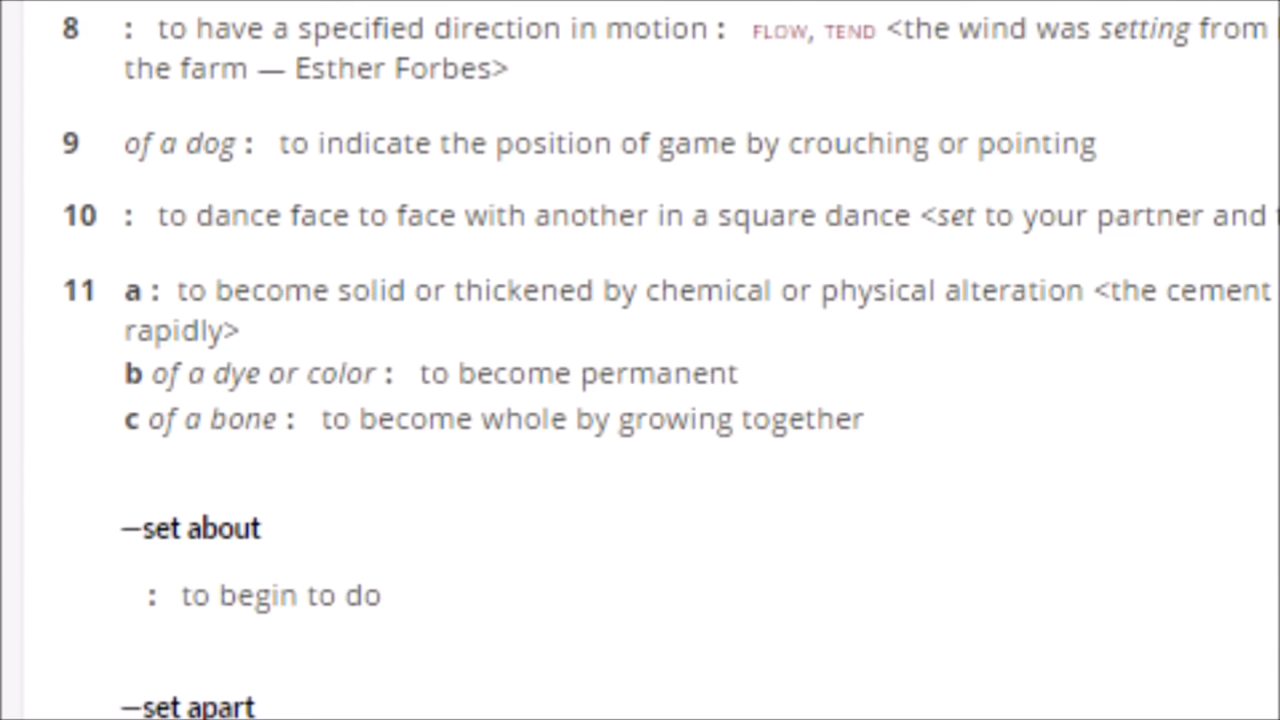 8 : to have a specified direction in motion : FLOW, TEND <the wind was setting from
the farm — Esther Forbes>
9 of a dog : to indicate the position of game by crouching or pointing
10 : to dance face to face with another in a square dance <set to your partner and
11 a : to become solid or thickened by chemical or physical alteration <the cement
rapidly>
b of a dye or color : to become permanent
c of a bone : to become whole by growing together
—set about
: to begin to do
—set apart